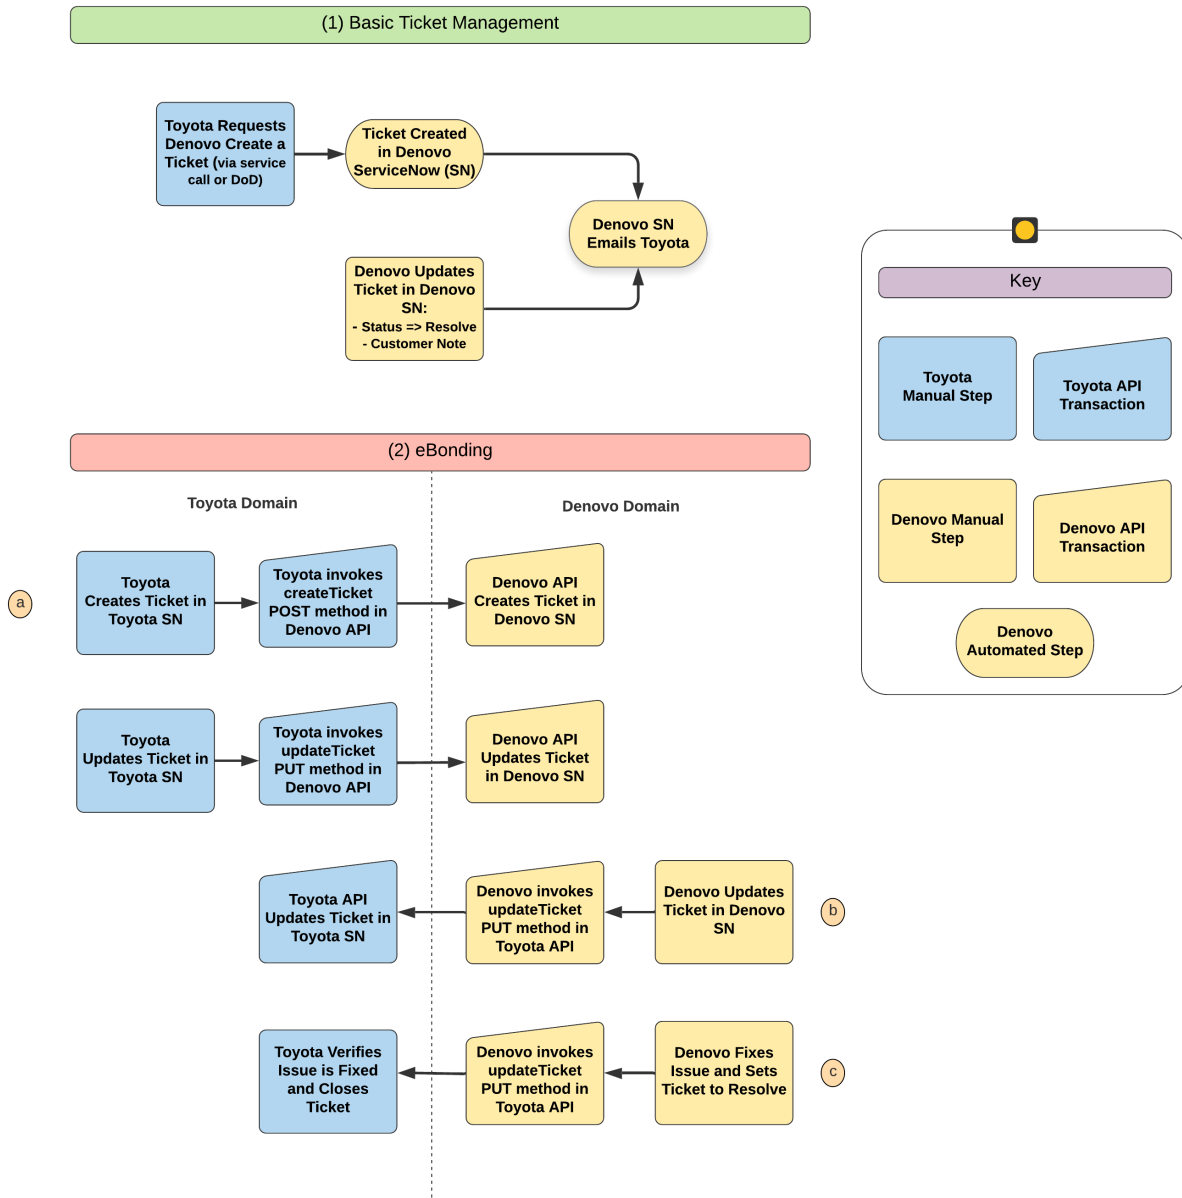 (1) Basic Ticket Management
Toyota Requests
Denovo Create a
Ticket (via service
call or DoD)
Ticket Created
in Denovo
ServiceNow (SN)
Denovo SN
Emails Toyota
Denovo Updates
Ticket in Denovo
SN:
- Status => Resolve
- Customer Note
Key
Toyota
Manual Step
Toyota API
Transaction
Denovo Manual
Step
Denovo API
Transaction
Denovo
Automated Step
(2) eBonding
Toyota Domain
Denovo Domain
a
Toyota
Creates Ticket in
Toyota SN
Toyota invokes
createTicket
POST method in
Denovo API
Denovo API
Creates Ticket in
Denovo SN
Toyota
Updates Ticket in
Toyota SN
Toyota invokes
updateTicket
PUT method in
Denovo API
Denovo API
Updates Ticket
in Denovo SN
Toyota API
Updates Ticket in
Toyota SN
Denovo invokes
updateTicket
PUT method in
Toyota API
Denovo Updates
Ticket in Denovo
SN
b
Toyota Verifies
Issue is Fixed
and Closes
Ticket
Denovo invokes
updateTicket
PUT method in
Toyota API
Denovo Fixes
Issue and Sets
Ticket to Resolve
c